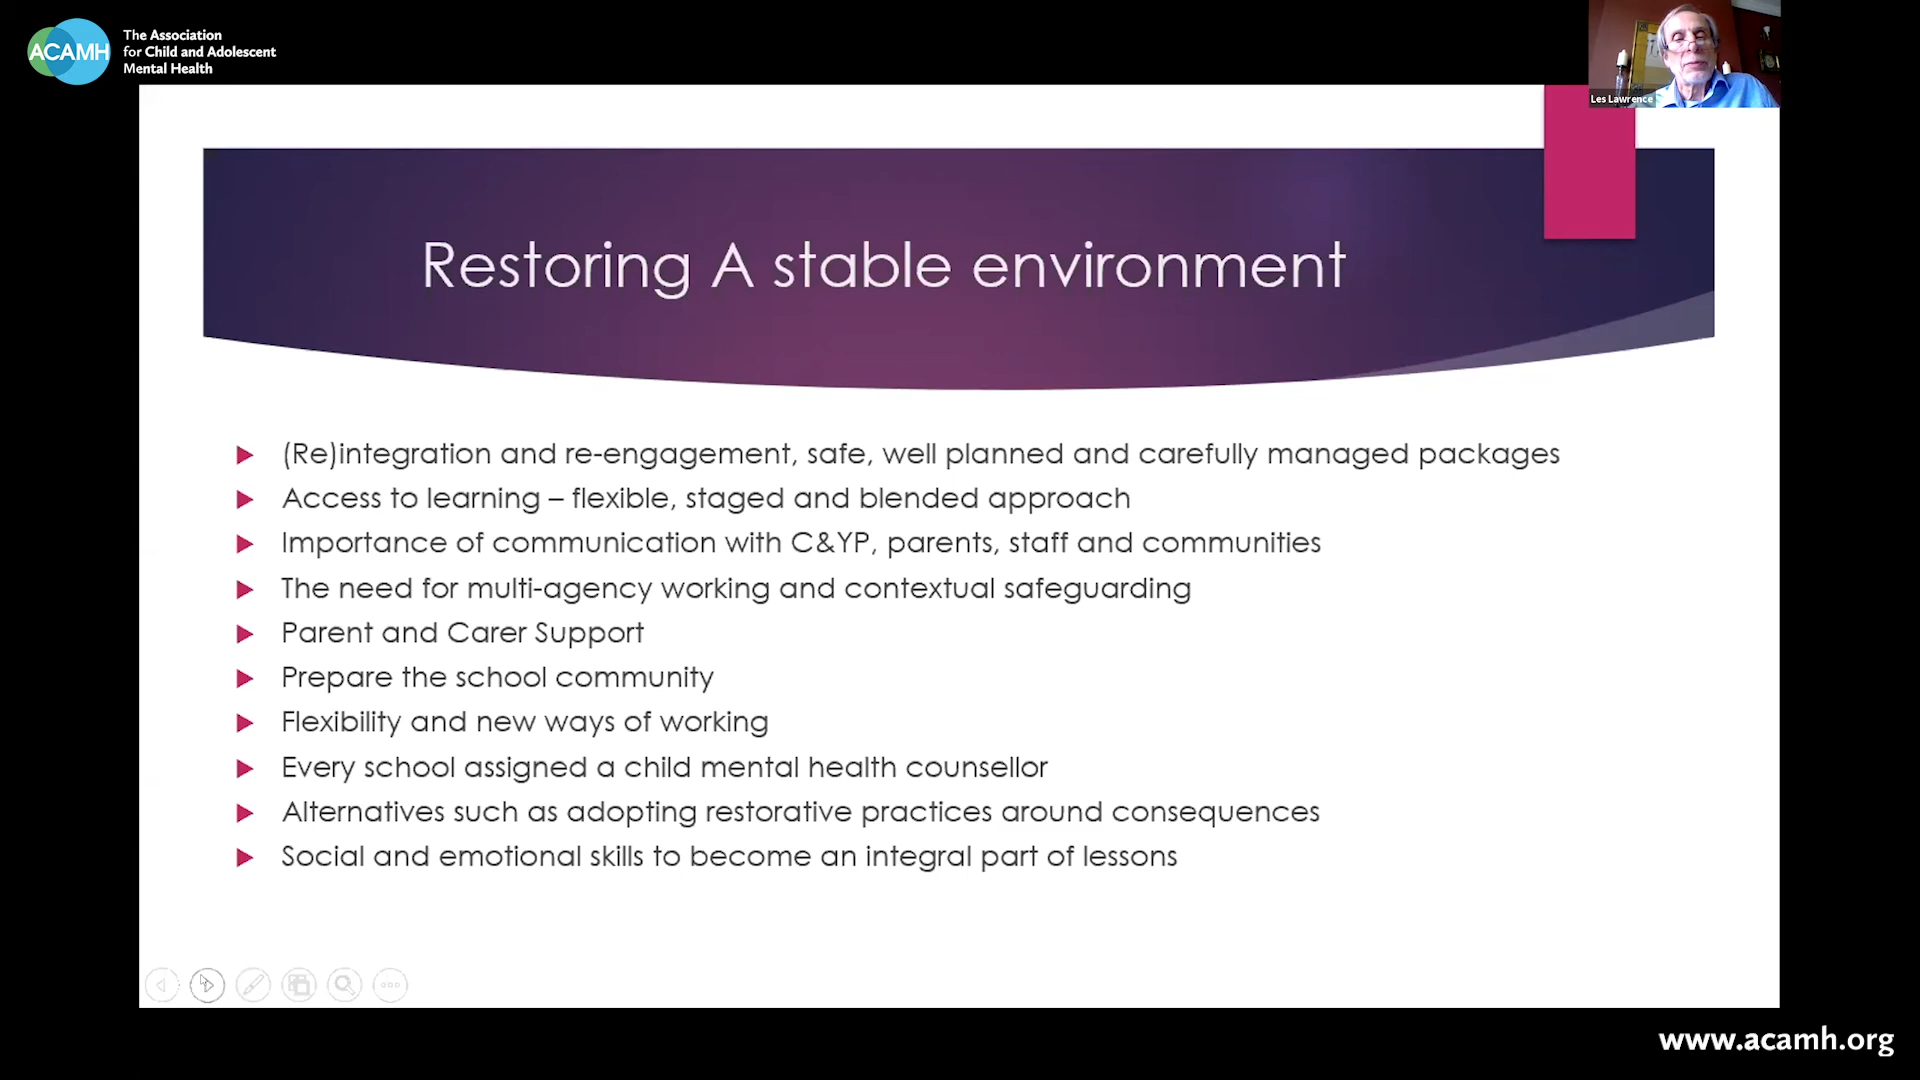 ACAMH
The Association
for Child and Adolescent
Mental Health
Les Lawrence
Restoring A stable environment
(Re)integration and re-engagement, safe, well planned and carefully managed packages
Access to learning – flexible, staged and blended approach
Importance of communication with C&YP, parents, staff and communities
The need for multi-agency working and contextual safeguarding
Parent and Carer Support
Prepare the school community
Flexibility and new ways of working
Every school assigned a child mental health counsellor
Alternatives such as adopting restorative practices around consequences
Social and emotional skills to become an integral part of lessons
www.acamh.org